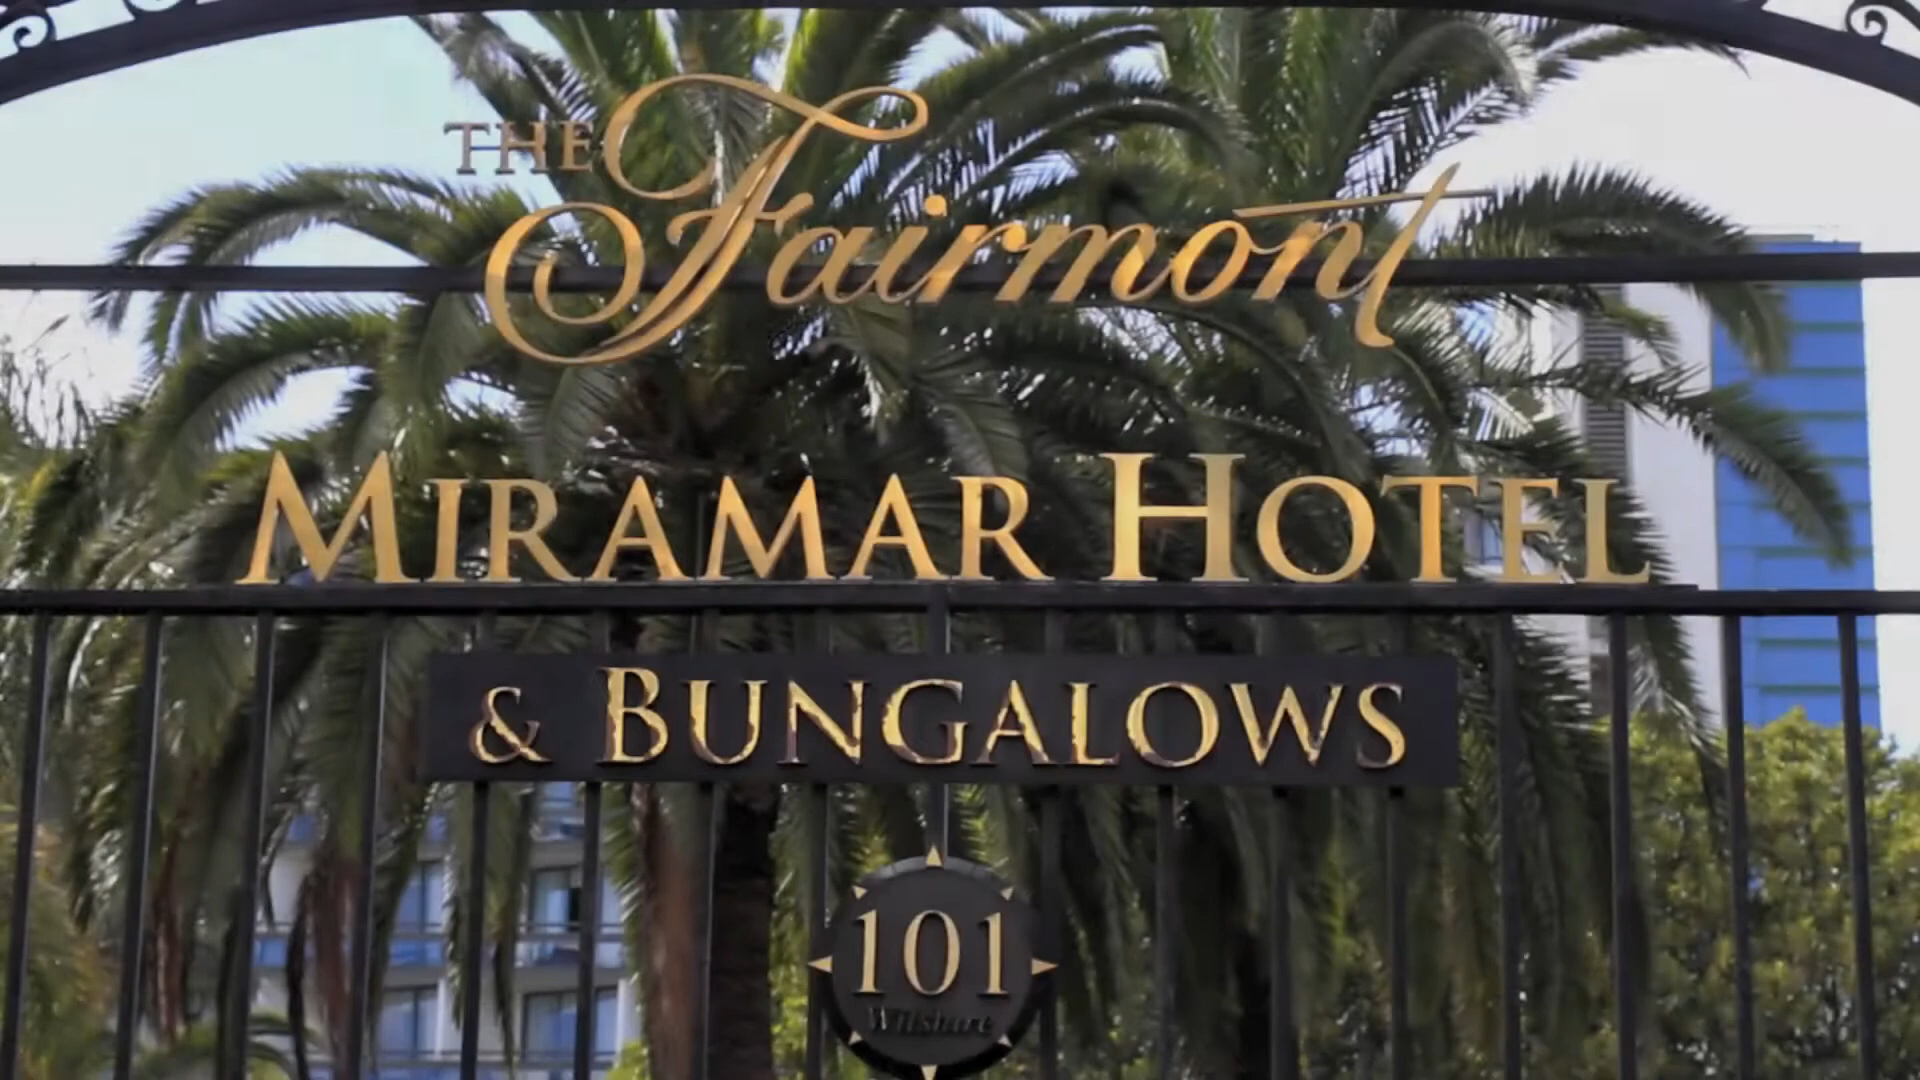 THE Fairmont
MIRAMAR HOTEL
& BUNGALOWS
101
Wilshire